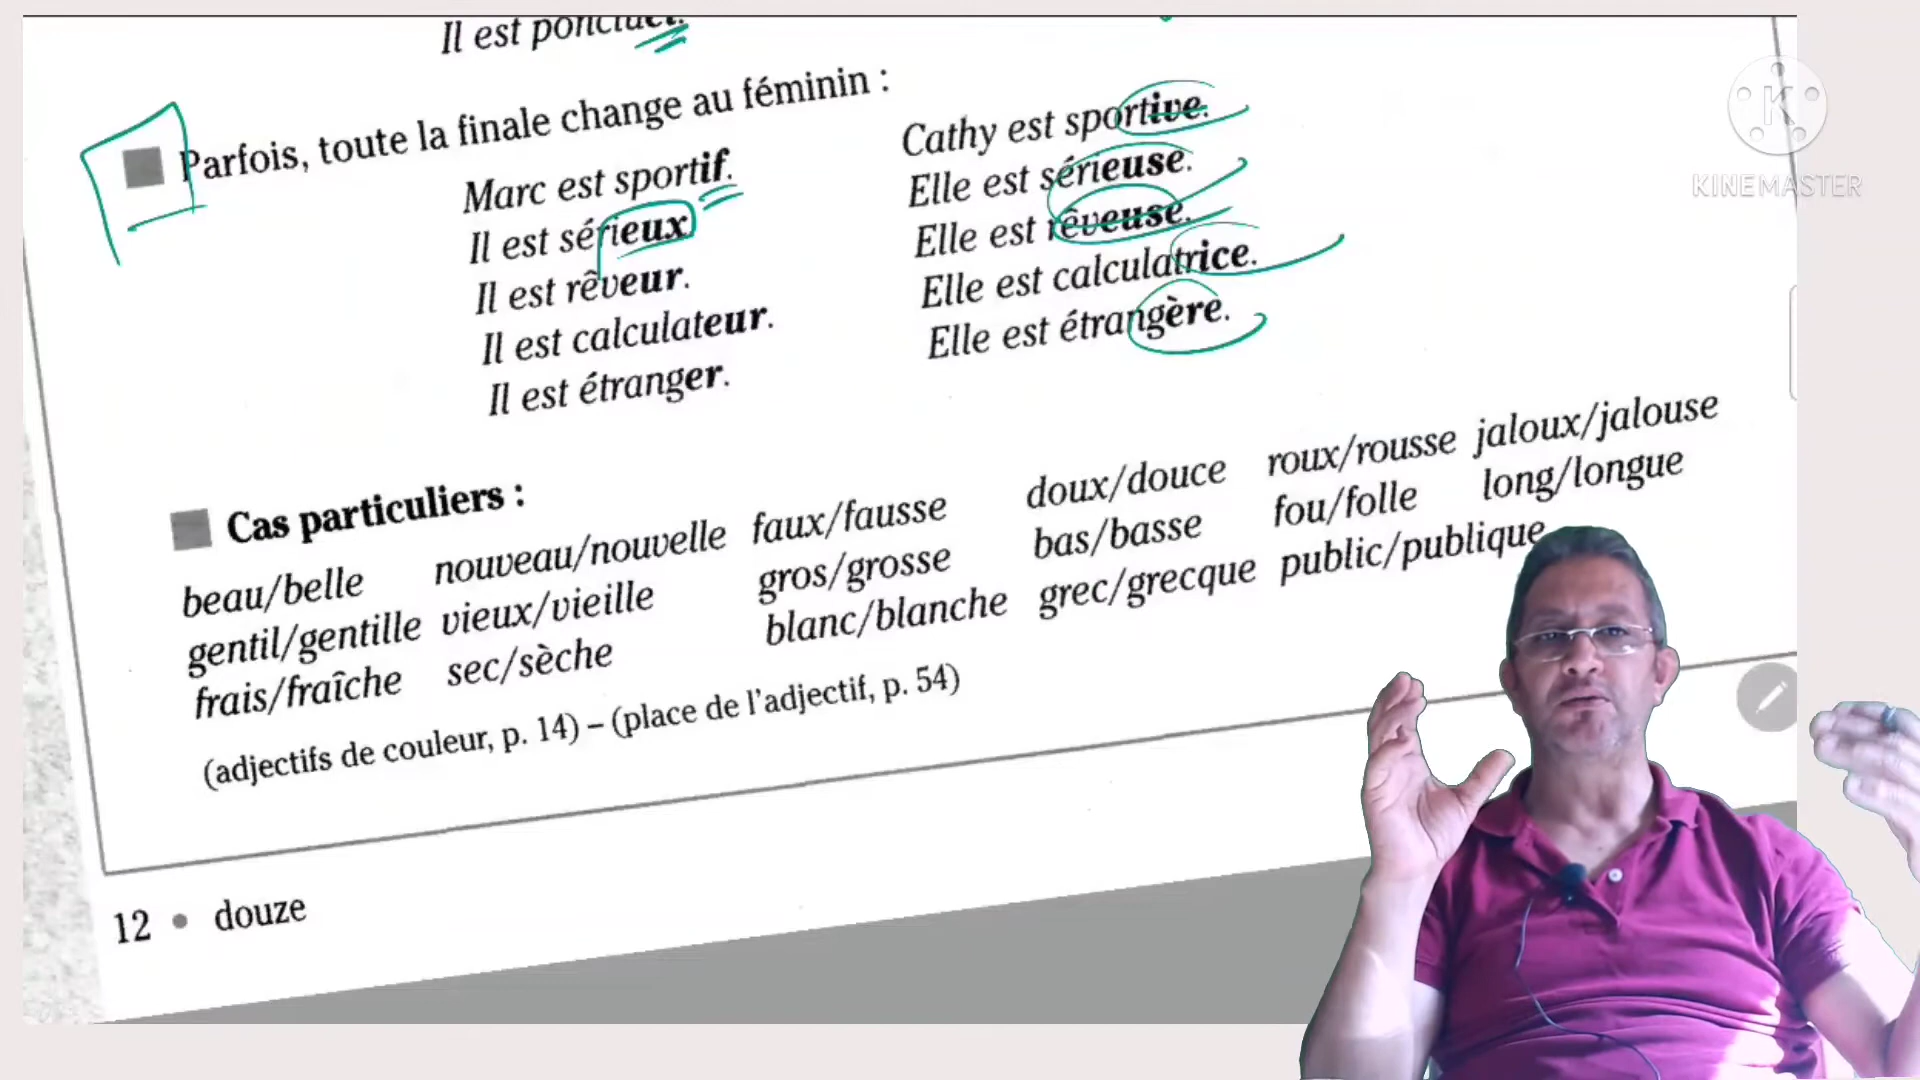 Il est ponctuel.
Parfois, toute la finale change au féminin :
Marc est sportif. Cathy est sportive.
Il est sérieux. Elle est sérieuse.
Il est rêveur. Elle est rêveuse.
Il est calculateur. Elle est calculatrice.
Il est étranger. Elle est étrangère.
Cas particuliers :
beau/belle nouveau/nouvelle faux/fausse doux/douce roux/rousse jaloux/jalouse
gentil/gentille vieux/vieille gros/grosse bas/basse fou/folle long/longue
frais/fraîche sec/sèche blanc/blanche grec/grecque public/publique
(adjectifs de couleur, p. 14) – (place de l'adjectif, p. 54)
12 • douze
K
KINEMASTER